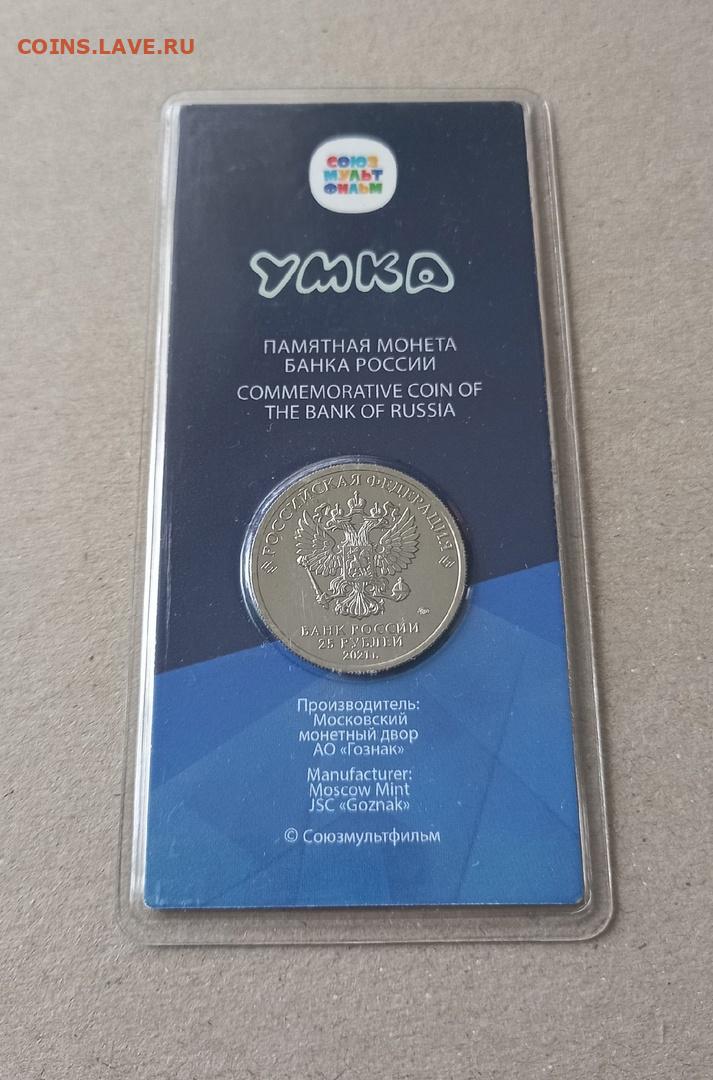 COINS.LAVE.RU
СОЮЗ
МУЛЬТ
ФИЛЬМ
УМКА
ПАМЯТНАЯ МОНЕТА
БАНКА РОССИИ
COMMEMORATIVE COIN OF
THE BANK OF RUSSIA
РОССИЙСКАЯ ФЕДЕРАЦИЯ
БАНК РОССИИ
25 РУБЛЕЙ
2021 г.
Производитель:
Московский
монетный двор
АО «Гознак»
Manufacturer:
Moscow Mint
JSC «Goznak»
© Союзмультфильм